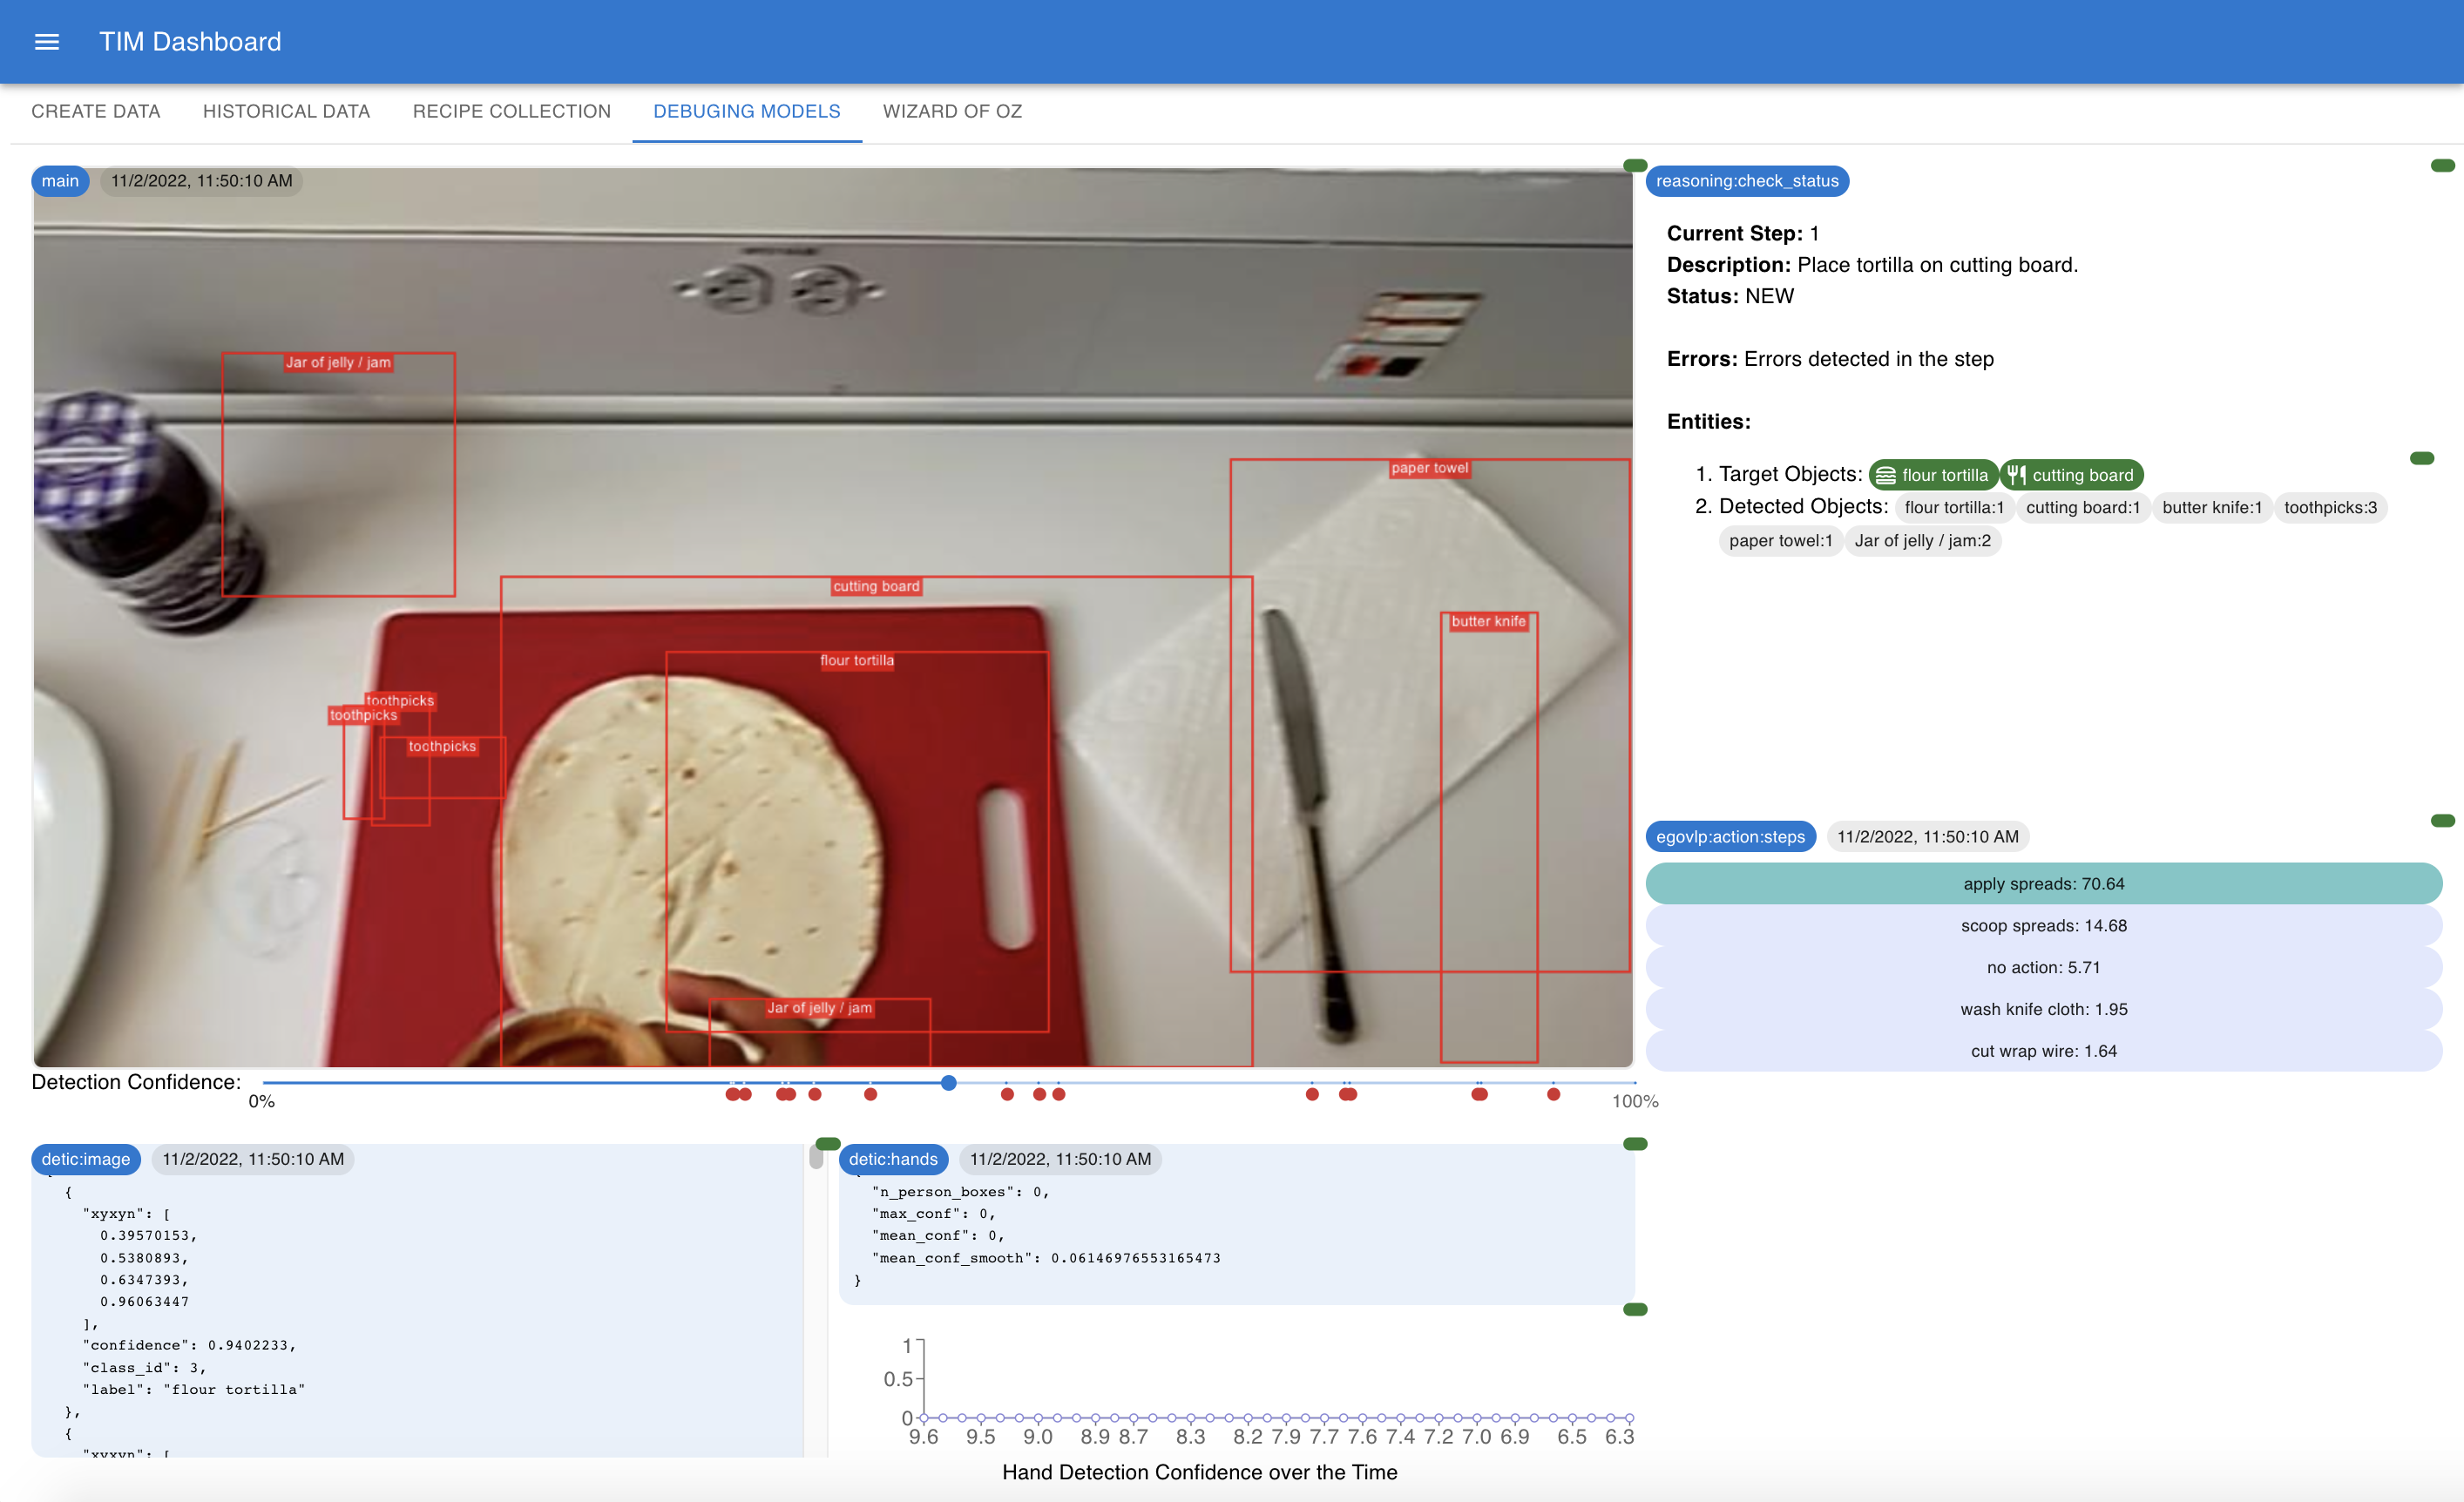 TIM Dashboard
CREATE DATA HISTORICAL DATA RECIPE COLLECTION DEBUGING MODELS WIZARD OF OZ
main 11/2/2022, 11:50:10 AM
Jar of jelly / jam
paper towel
cutting board
butter knife
flour tortilla
toothpicks
toothpicks
toothpicks
Jar of jelly / jam
Detection Confidence:
0% 100%
reasoning:check_status
Current Step: 1
Description: Place tortilla on cutting board.
Status: NEW
Errors: Errors detected in the step
Entities:
1. Target Objects: flour tortilla cutting board
2. Detected Objects: flour tortilla:1 cutting board:1 butter knife:1 toothpicks:3
paper towel:1 Jar of jelly / jam:2
egovlp:action:steps 11/2/2022, 11:50:10 AM
apply spreads: 70.64
scoop spreads: 14.68
no action: 5.71
wash knife cloth: 1.95
cut wrap wire: 1.64
detic:image 11/2/2022, 11:50:10 AM
{
"xyxyn": [
0.39570153,
0.5380893,
0.6347393,
0.96063447
],
"confidence": 0.9402233,
"class_id": 3,
"label": "flour tortilla"
},
{
"xyxyn": [
detic:hands 11/2/2022, 11:50:10 AM
"n_person_boxes": 0,
"max_conf": 0,
"mean_conf": 0,
"mean_conf_smooth": 0.06146976553165473
}
1
0.5
0
9.6 9.5 9.0 8.9 8.7 8.3 8.2 7.9 7.7 7.6 7.4 7.2 7.0 6.9 6.5 6.3
Hand Detection Confidence over the Time